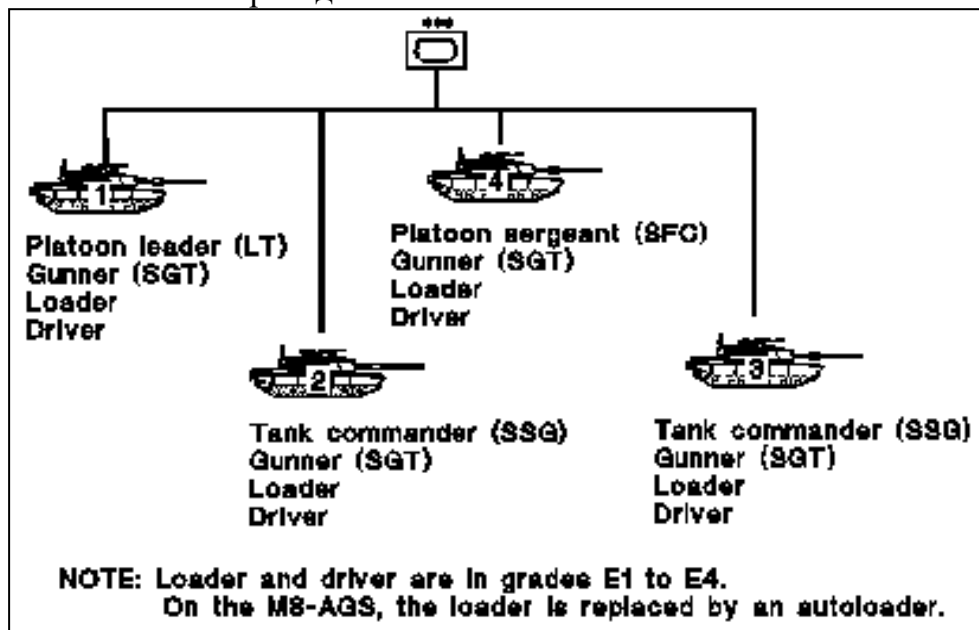 1
Platoon leader (LT)
Gunner (SGT)
Loader
Driver
4
Platoon sergeant (SFC)
Gunner (SGT)
Loader
Driver
2
Tank commander (SSG)
Gunner (SGT)
Loader
Driver
3
Tank commander (SSG)
Gunner (SGT)
Loader
Driver
NOTE: Loader and driver are in grades E1 to E4.
On the M8-AGS, the loader is replaced by an autoloader.